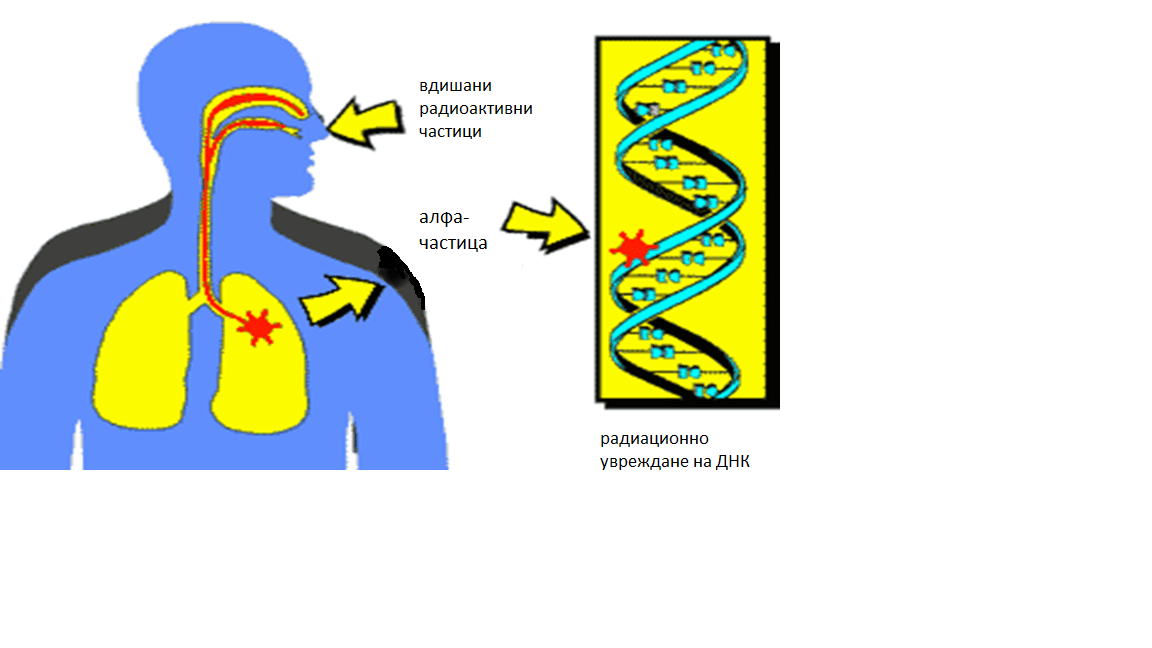 вдишани
радиоактивни
частици
алфа-
частица
радиационно
увреждане на ДНК